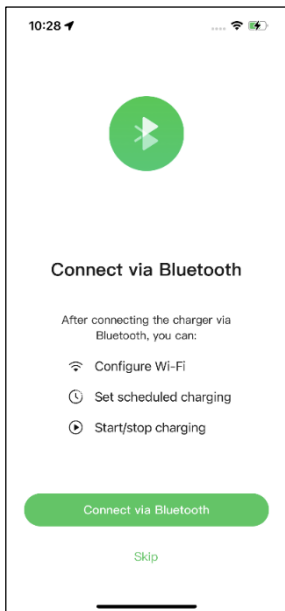 10:28
Connect via Bluetooth
After connecting the charger via
Bluetooth, you can:
Configure Wi-Fi
Set scheduled charging
Start/stop charging
Connect via Bluetooth
Skip